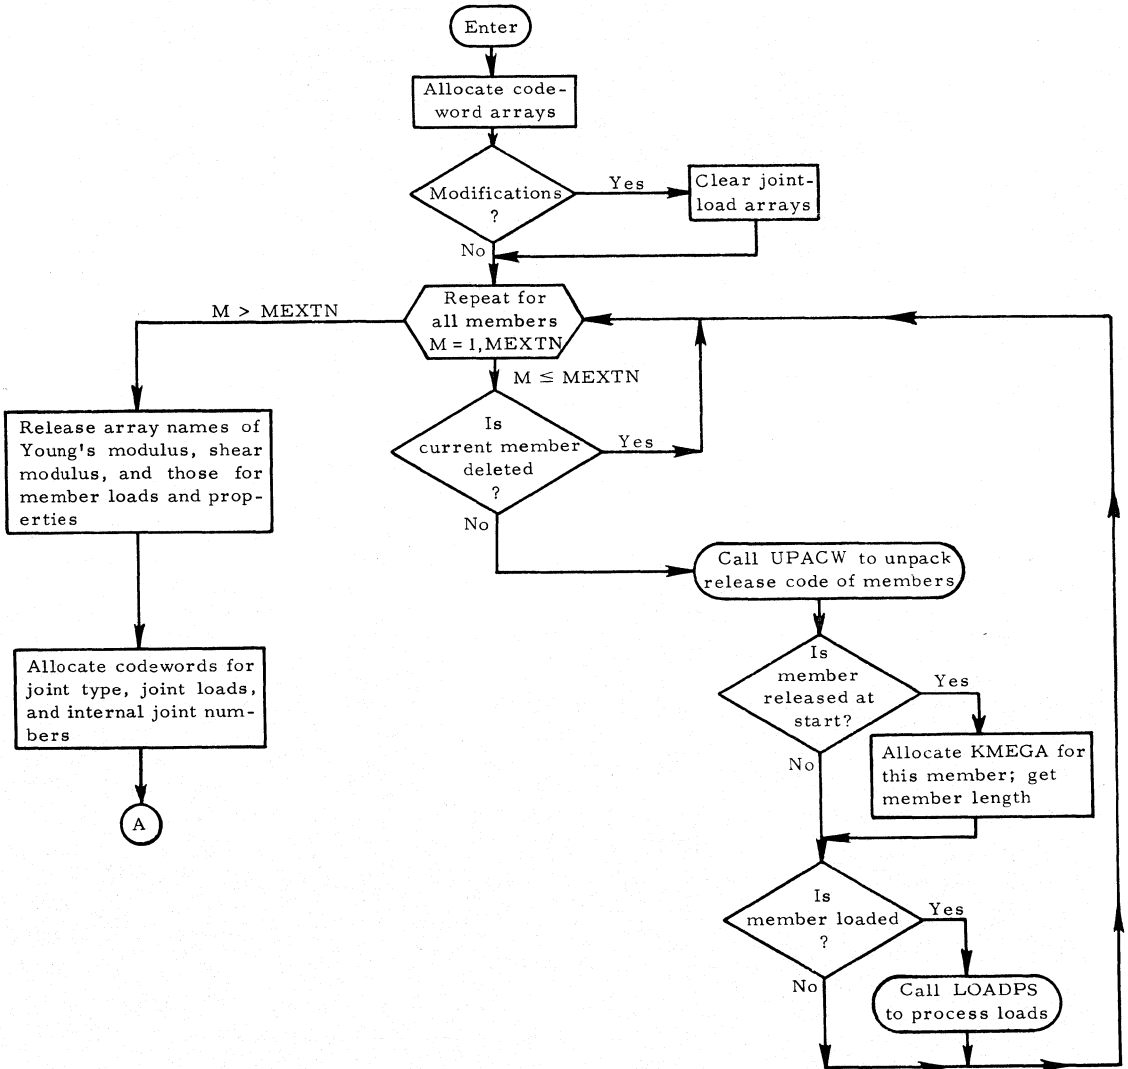 Enter
Allocate code-
word arrays
Modifications
?
Yes
Clear joint-
load arrays
No
Repeat for
all members
M = 1, MEXTN
M > MEXTN
M ≤ MEXTN
Is
current member
deleted
?
Yes
No
Release array names of
Young's modulus, shear
modulus, and those for
member loads and prop-
erties
Allocate codewords for
joint type, joint loads,
and internal joint num-
bers
A
Call UPACW to unpack
release code of members
Is
member
released at
start?
Yes
No
Allocate KMEGA for
this member; get
member length
Is
member loaded
?
Yes
No
Call LOADPS
to process loads